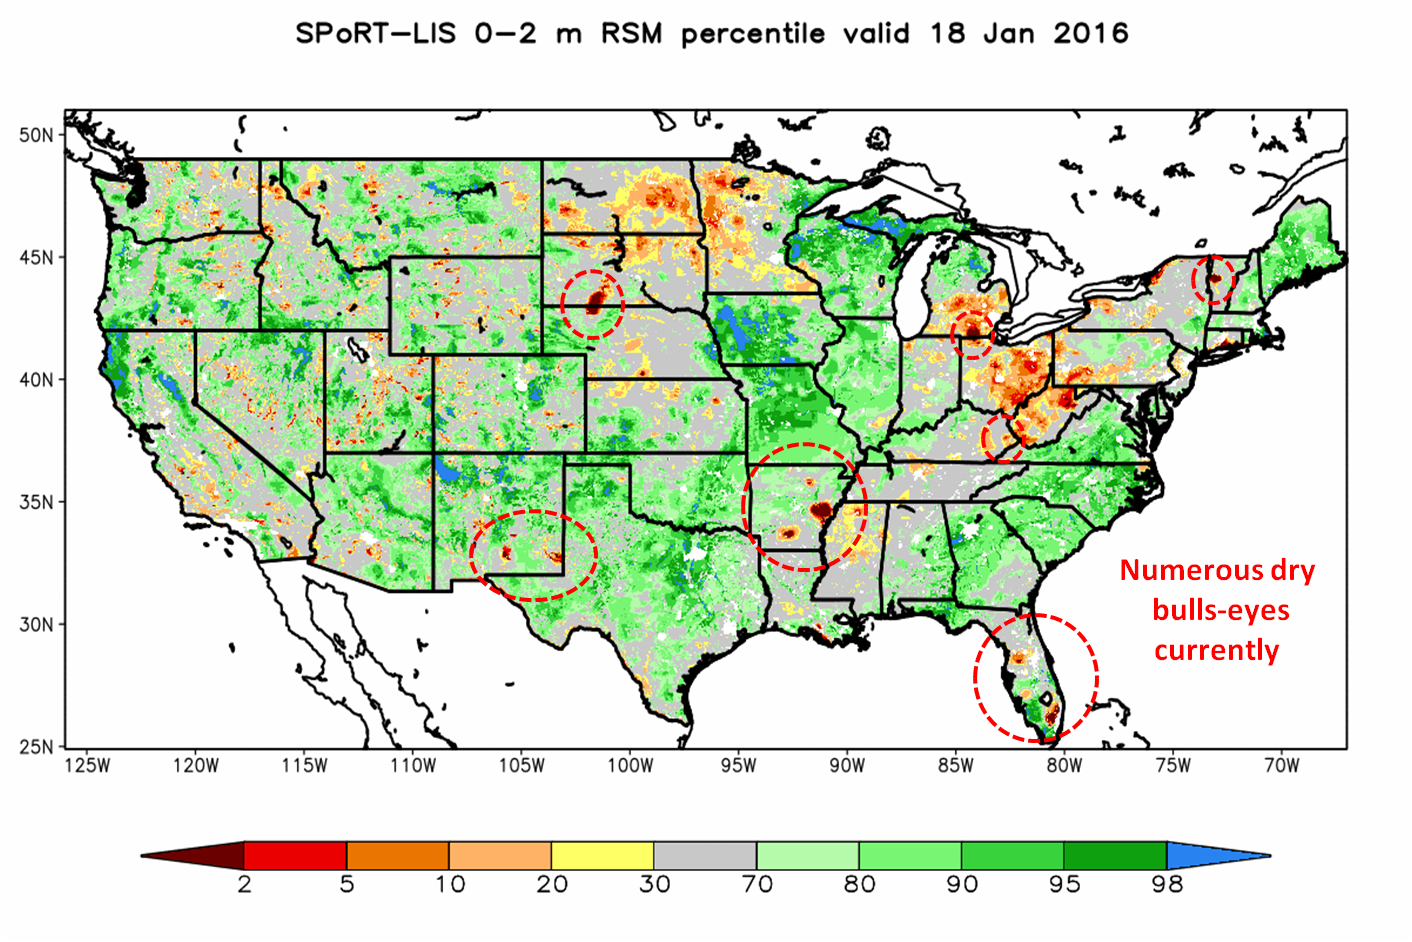 SPoRT-LIS 0-2 m RSM percentile valid 18 Jan 2016
50N
45N
40N
35N
30N
25N
Numerous dry
bulls-eyes
currently
125W 120W 115W 110W 105W 100W 95W 90W 85W 80W 75W 70W
2 5 10 20 30 70 80 90 95 98